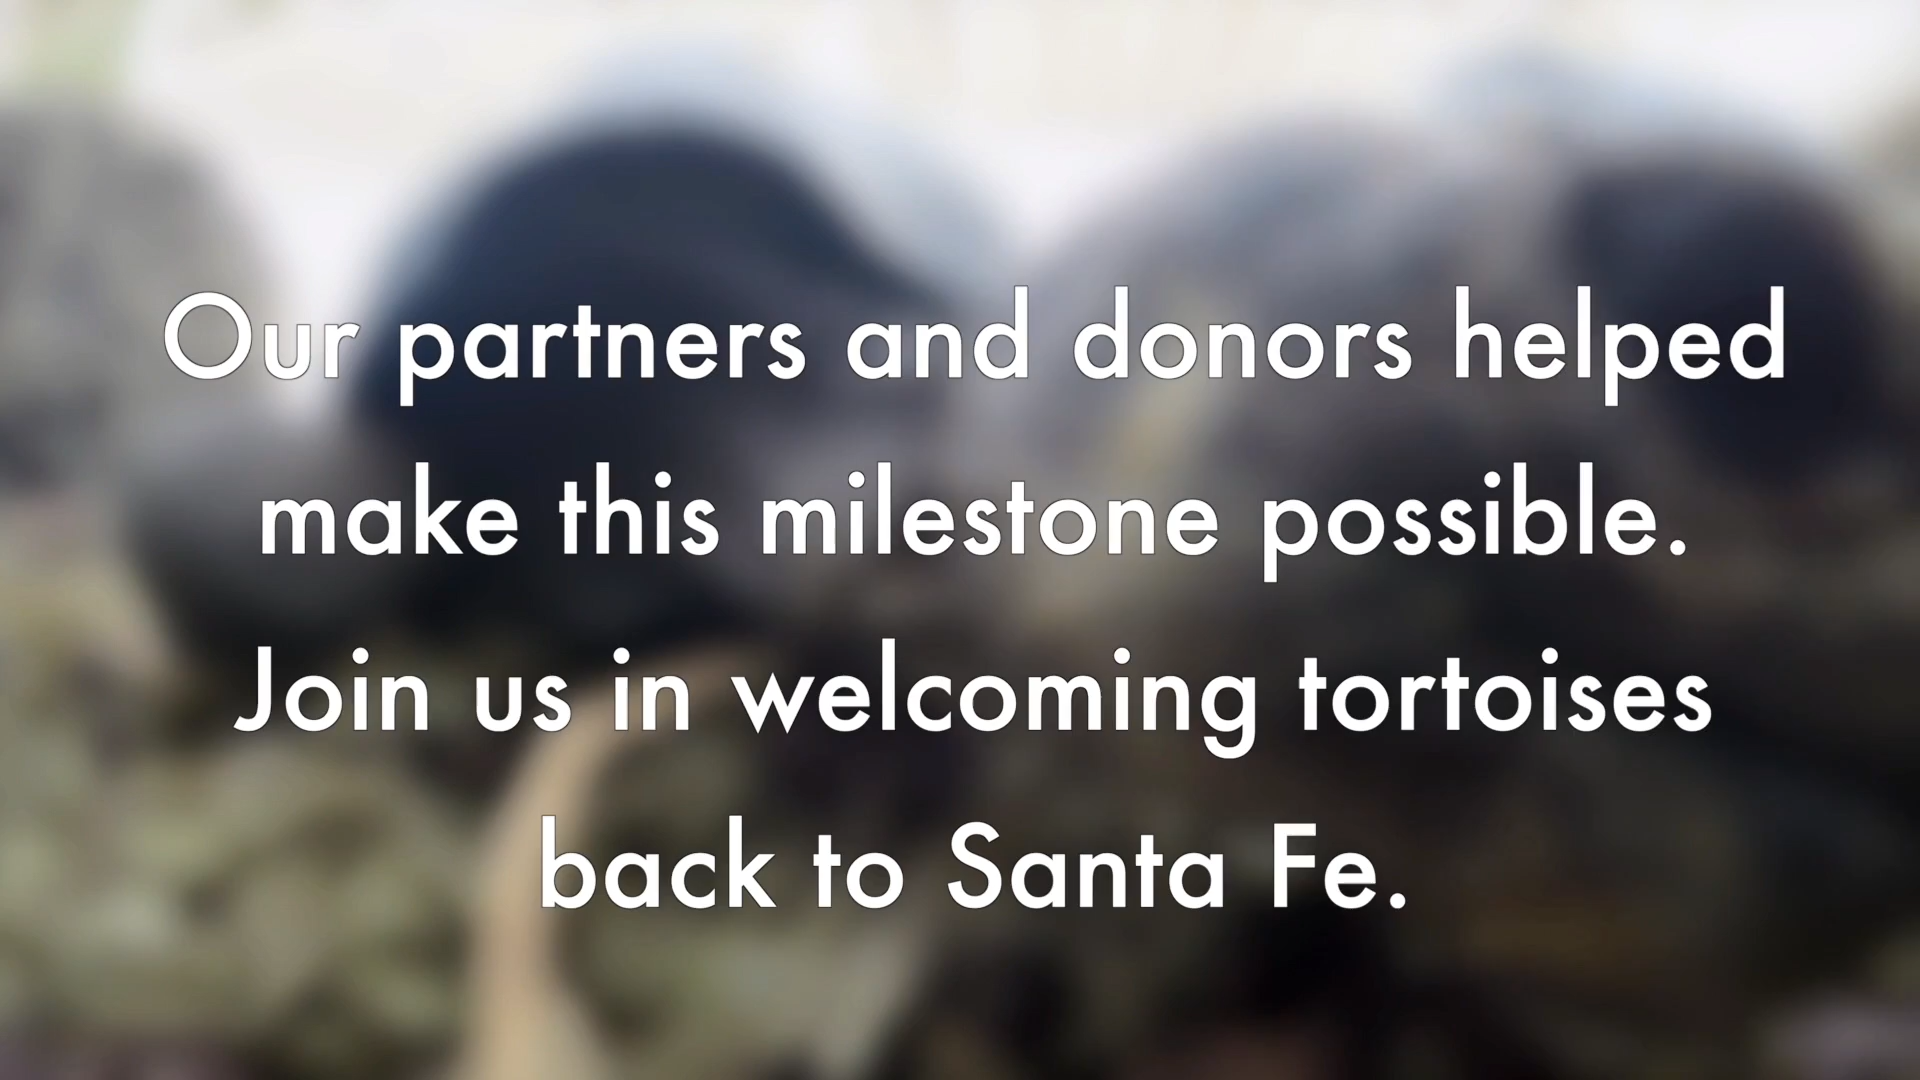 Our partners and donors helped
make this milestone possible.
Join us in welcoming tortoises
back to Santa Fe.